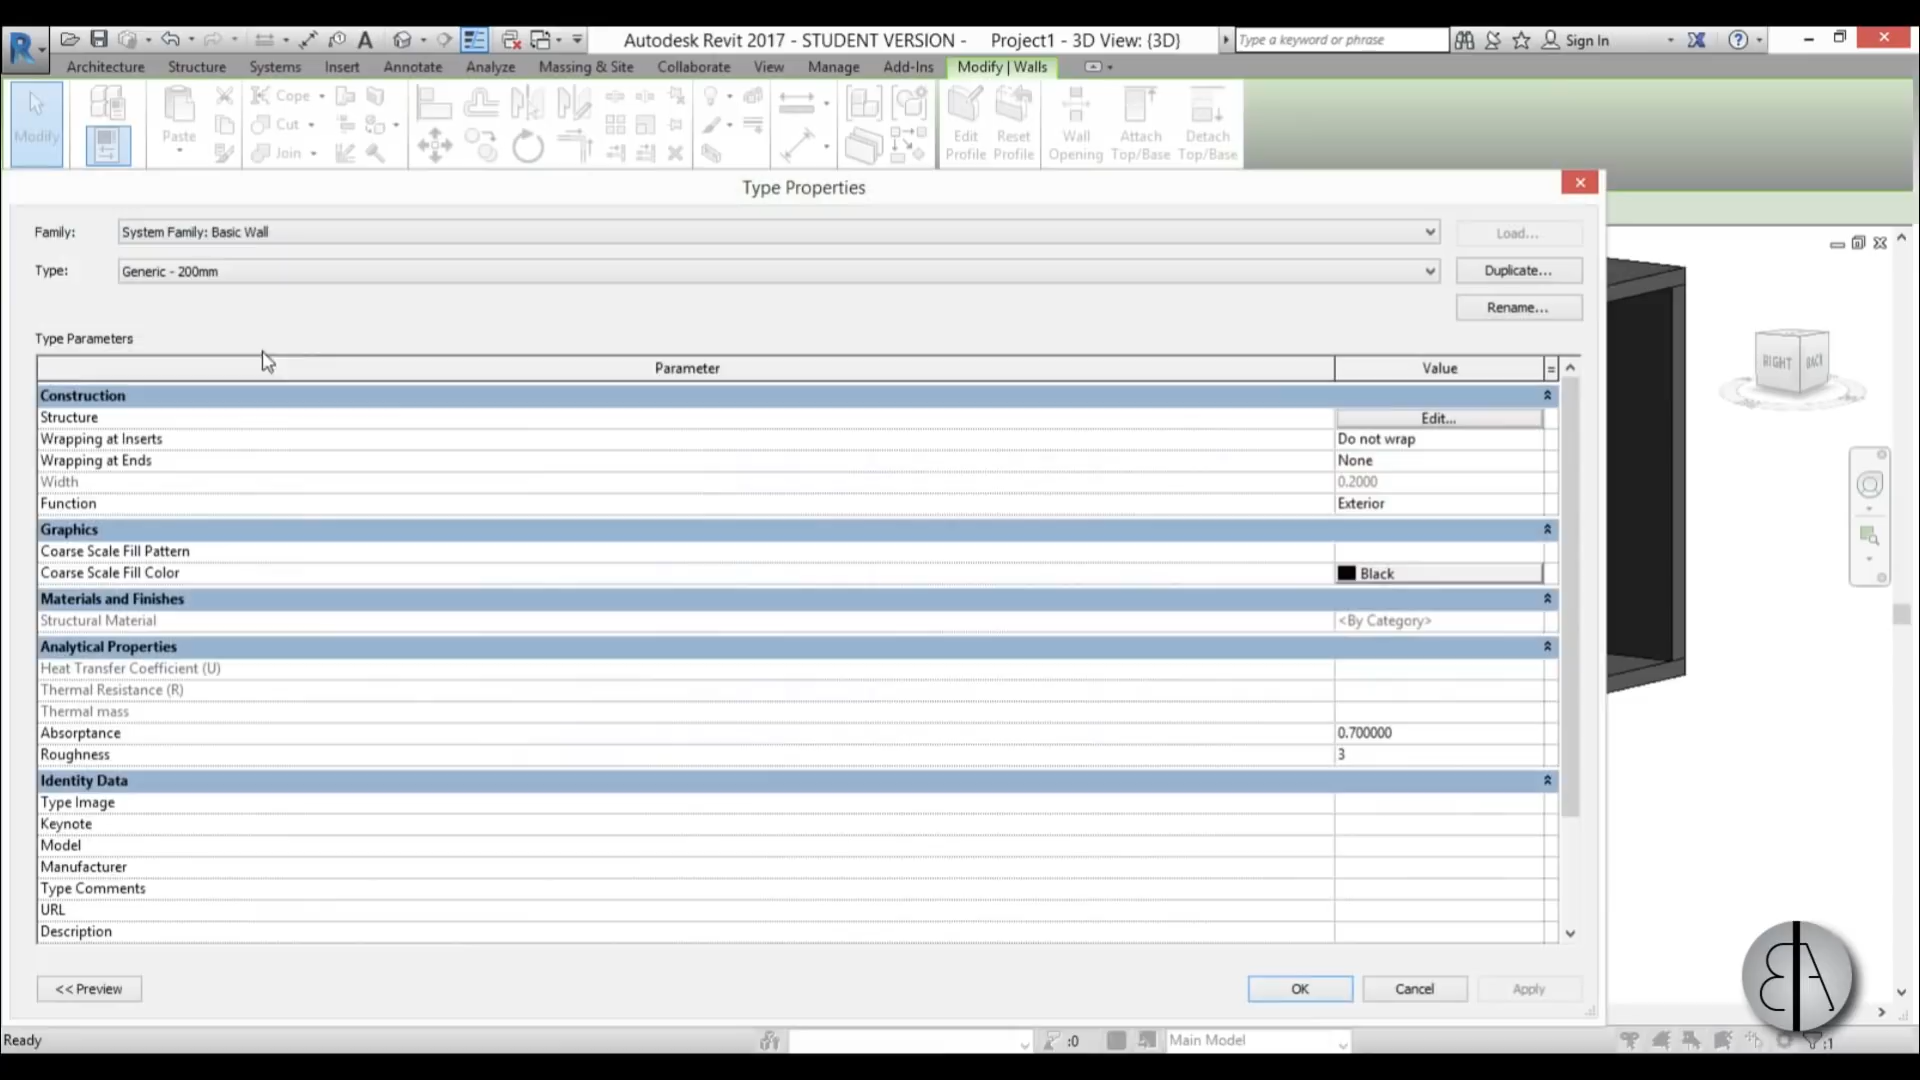 Autodesk Revit 2017 - STUDENT VERSION - Project1 - 3D View: {3D} Type a keyword or phrase Sign In
Architecture Structure Systems Insert Annotate Analyze Massing & Site Collaborate View Manage Add-Ins Modify | Walls
Modify Paste Cope Cut Join Edit Profile Reset Profile Wall Opening Attach Top/Base Detach Top/Base
Type Properties
Family: System Family: Basic Wall Load...
Type: Generic - 200mm Duplicate...
Rename...
Type Parameters
Parameter Value =
Construction
Structure Edit...
Wrapping at Inserts Do not wrap
Wrapping at Ends None
Width 0.2000
Function Exterior
Graphics
Coarse Scale Fill Pattern
Coarse Scale Fill Color Black
Materials and Finishes
Structural Material <By Category>
Analytical Properties
Heat Transfer Coefficient (U)
Thermal Resistance (R)
Thermal mass
Absorptance 0.700000
Roughness 3
Identity Data
Type Image
Keynote
Model
Manufacturer
Type Comments
URL
Description
<< Preview OK Cancel Apply
RIGHT BACK
Ready :0 Main Model :1